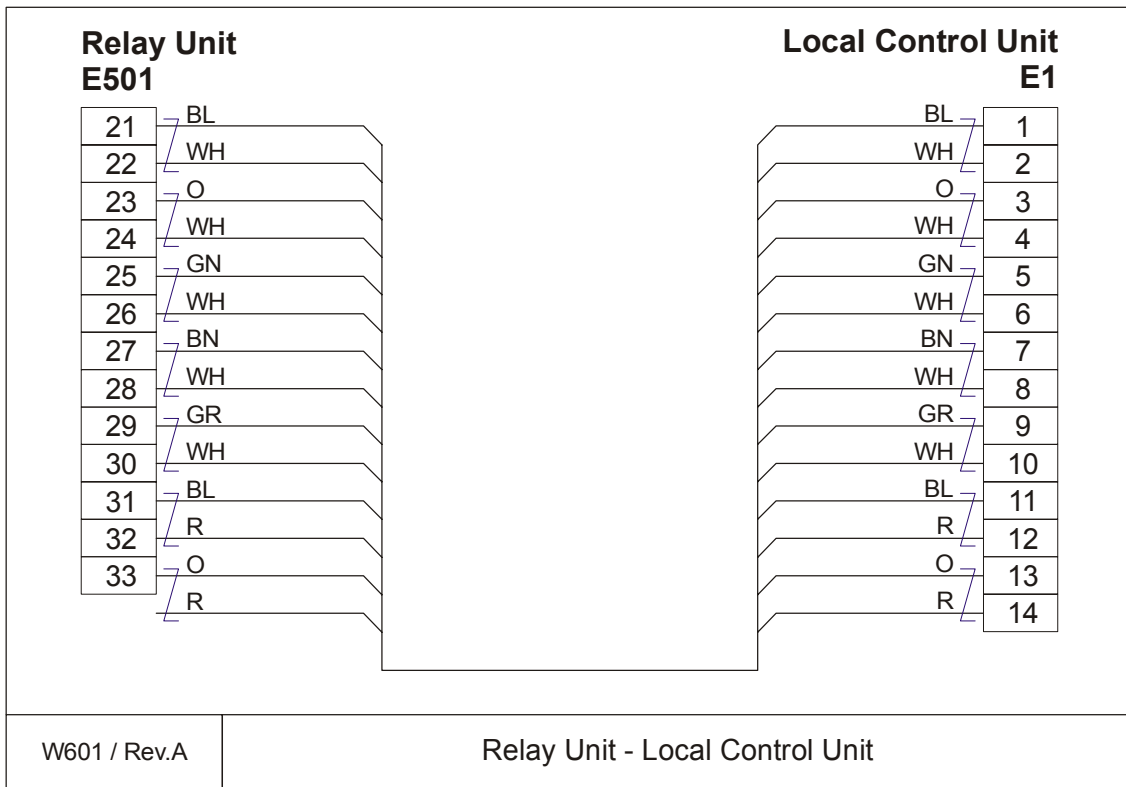 Relay Unit
E501
Local Control Unit
E1
21 BL BL 1
22 WH WH 2
23 O O 3
24 WH WH 4
25 GN GN 5
26 WH WH 6
27 BN BN 7
28 WH WH 8
29 GR GR 9
30 WH WH 10
31 BL BL 11
32 R R 12
33 O O 13
R R 14
W601 / Rev.A
Relay Unit - Local Control Unit